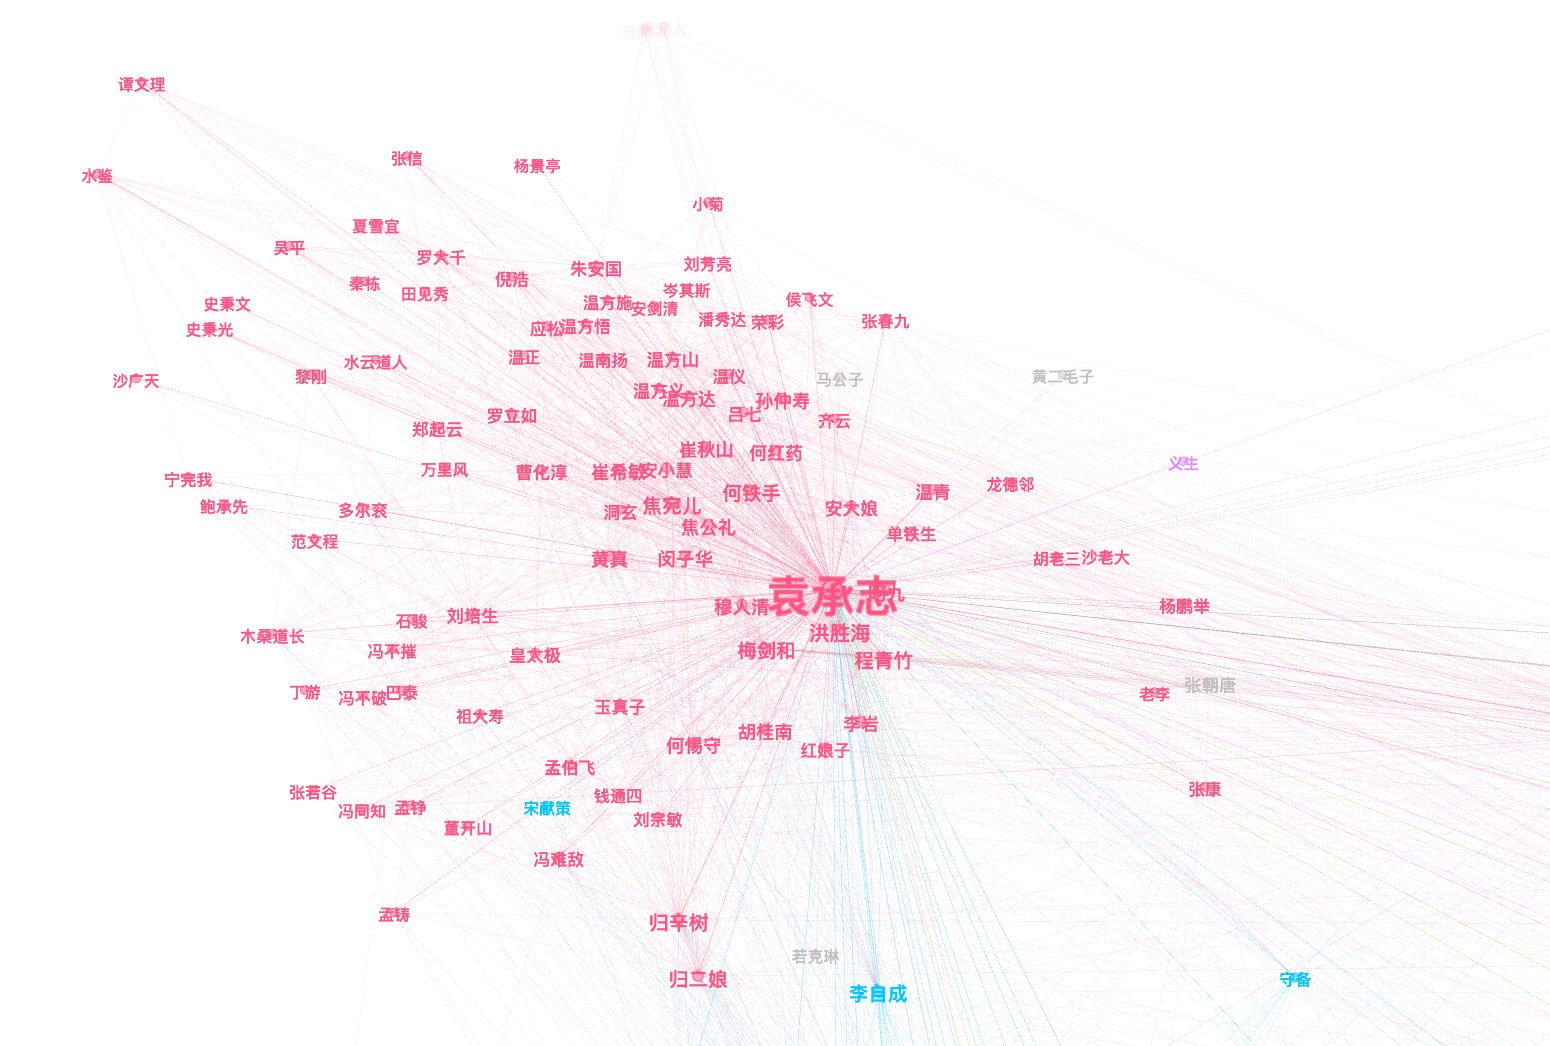 谭文理
水鉴
张信
杨景亭
小菊
夏雪宜
吴平
罗大千
朱安国
刘芳亮
秦栋
倪浩
田见秀
岑其斯
史秉文
温方施
安剑清
侯飞文
史秉光
应松
温方悟
潘秀达
荣彩
张春九
水云道人
温正
温南扬
温方山
沙广天
黎刚
温仪
马公子
黄二毛子
温方义
温方达
孙仲寿
罗立如
吕七
齐云
郑起云
崔秋山
何红药
义生
万里风
曹化淳
崔希敏
安小慧
宁完我
龙德邻
鲍承先
何铁手
温青
多尔衮
洞玄
焦宛儿
安大娘
范文程
焦公礼
单铁生
黄真
闵子华
胡老三
沙老大
袁承志
穆人清
杨鹏举
石骏
刘培生
木桑道长
洪胜海
冯不摧
皇太极
梅剑和
程青竹
丁游
冯不破
巴泰
老李
张朝唐
祖大寿
玉真子
李岩
胡桂南
何惕守
红娘子
孟伯飞
张若谷
钱通四
张康
冯同知
孟铮
宋献策
董开山
刘宗敏
冯难敌
孟铸
归辛树
若克琳
归二娘
李自成
守备